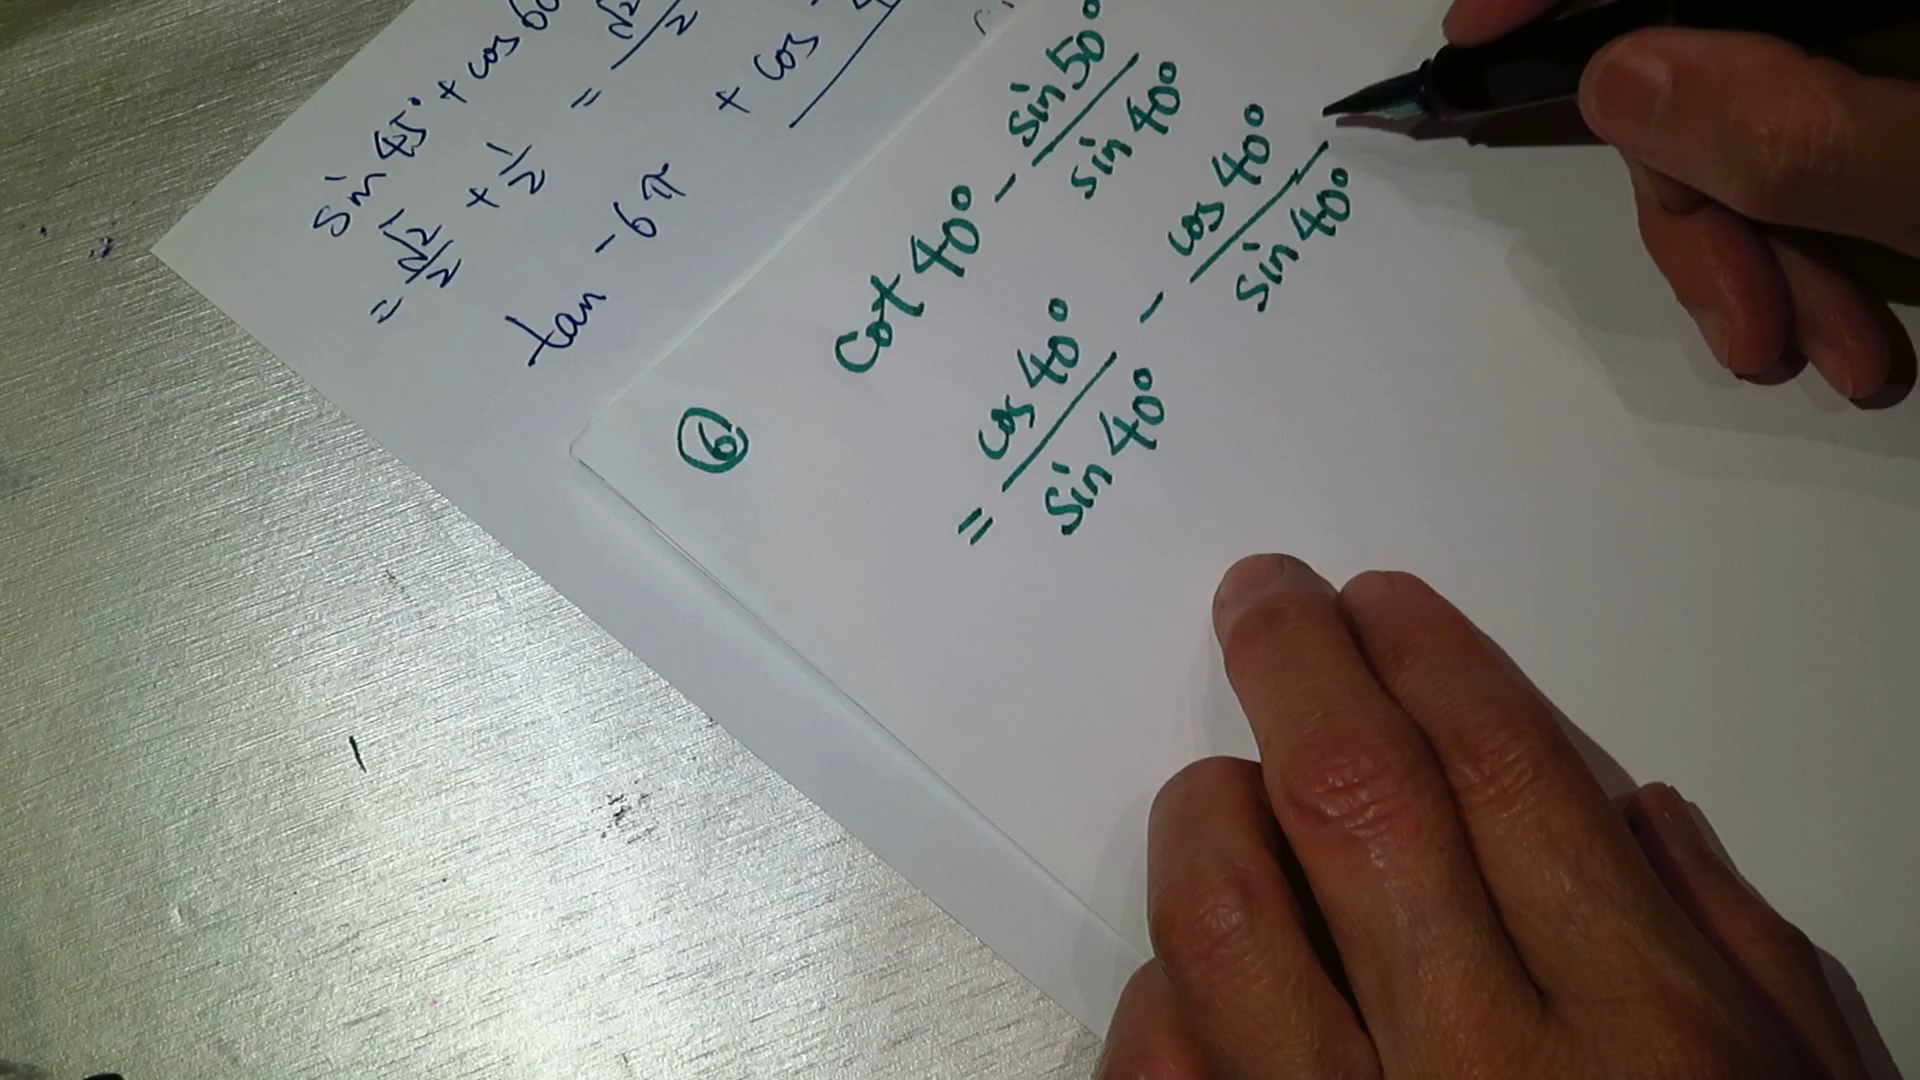 sin 45° + cos 60
= √2/2 + 1/2 = √2/2
tan -6π + cos
⑥
cot 40° - sin 50°/sin 40°
= cos 40°/sin 40° - cos 40°/sin 40°